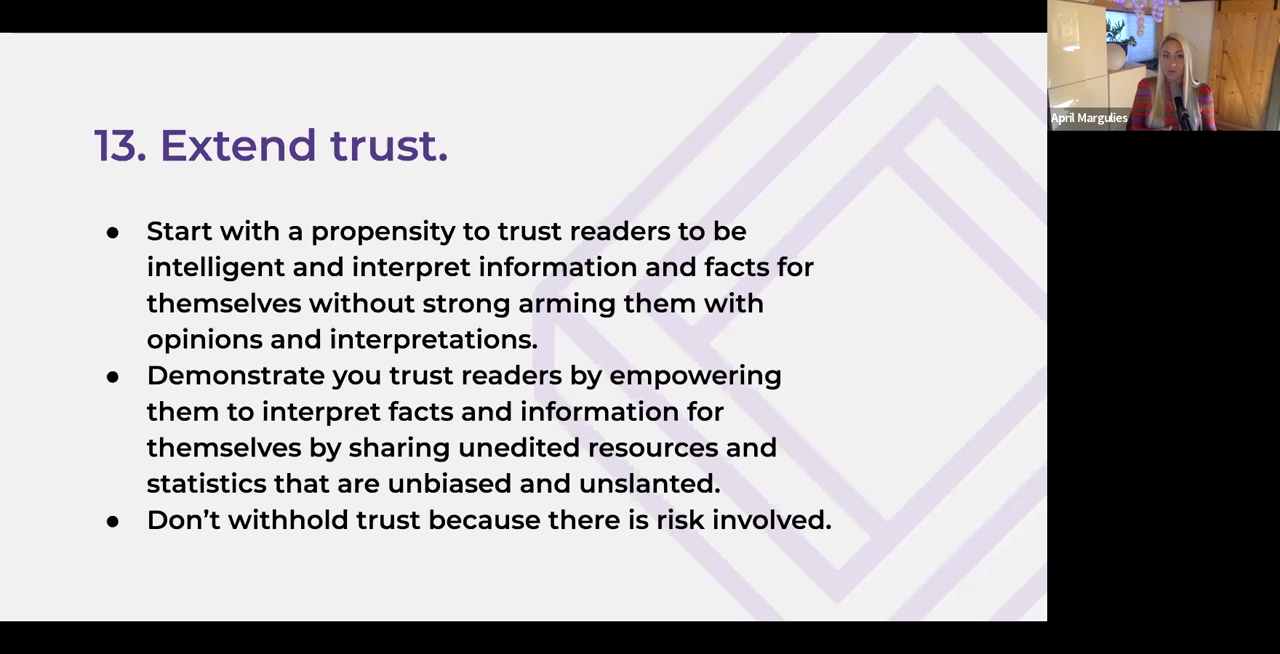 13. Extend trust.
● Start with a propensity to trust readers to be
intelligent and interpret information and facts for
themselves without strong arming them with
opinions and interpretations.
● Demonstrate you trust readers by empowering
them to interpret facts and information for
themselves by sharing unedited resources and
statistics that are unbiased and unslanted.
● Don’t withhold trust because there is risk involved.
April Margulies